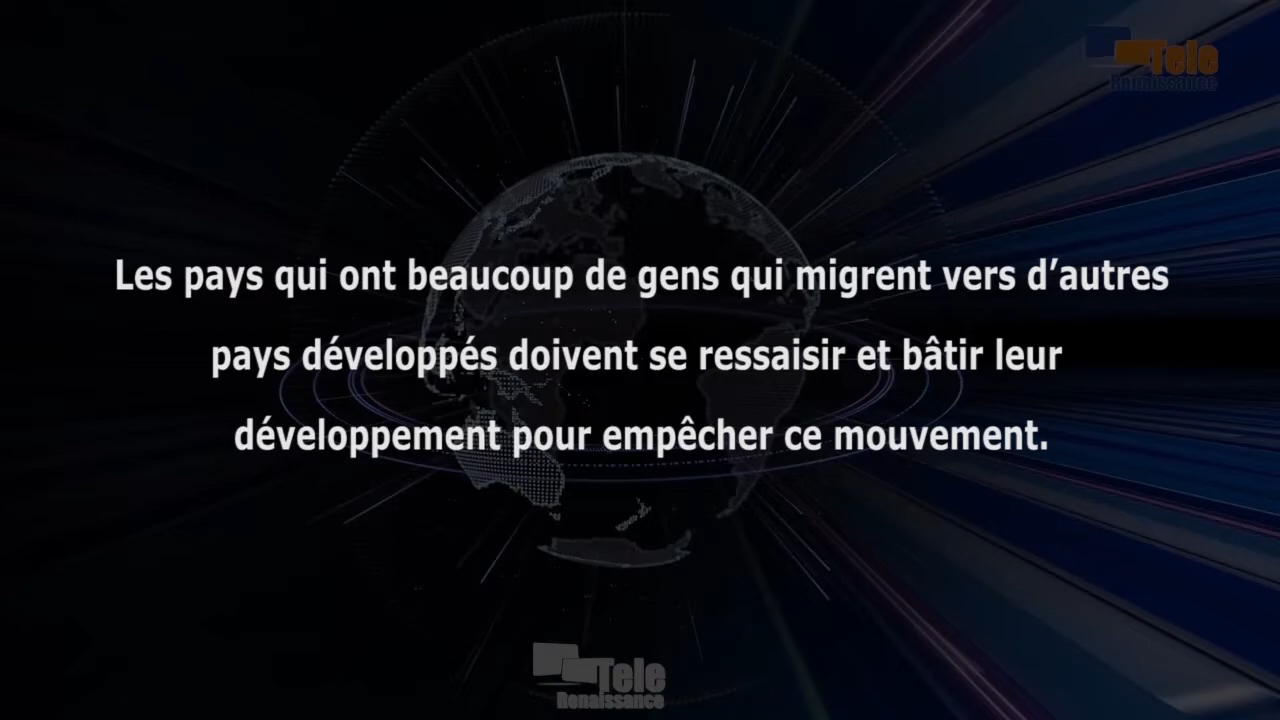 Tele
Renaissance
Les pays qui ont beaucoup de gens qui migrent vers d’autres
pays développés doivent se ressaisir et bâtir leur
développement pour empêcher ce mouvement.
Tele
Renaissance